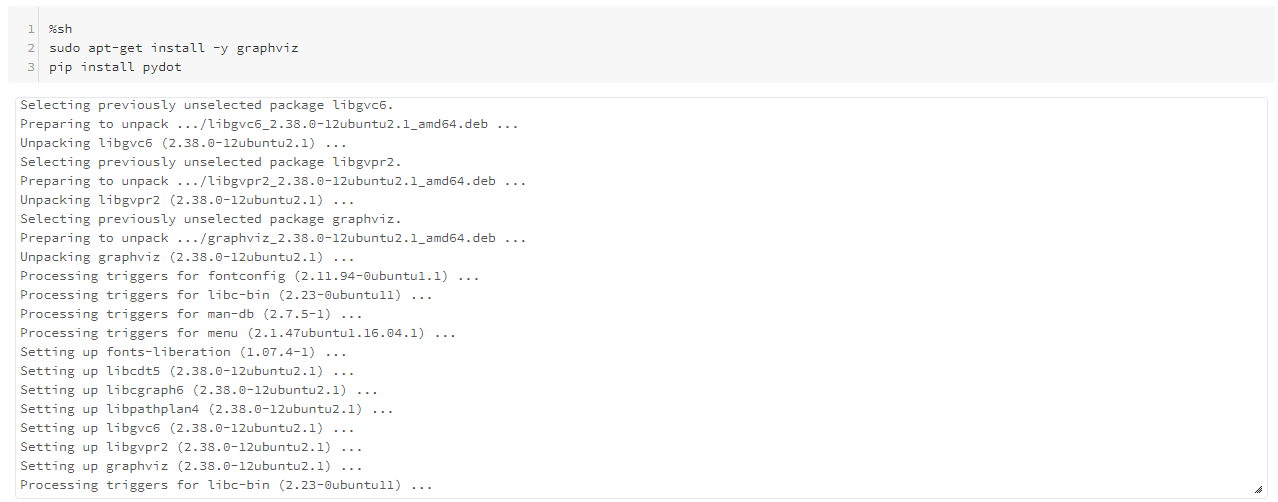 1 %sh
2 sudo apt-get install -y graphviz
3 pip install pydot
Selecting previously unselected package libgvc6.
Preparing to unpack .../libgvc6_2.38.0-12ubuntu2.1_amd64.deb ...
Unpacking libgvc6 (2.38.0-12ubuntu2.1) ...
Selecting previously unselected package libgvpr2.
Preparing to unpack .../libgvpr2_2.38.0-12ubuntu2.1_amd64.deb ...
Unpacking libgvpr2 (2.38.0-12ubuntu2.1) ...
Selecting previously unselected package graphviz.
Preparing to unpack .../graphviz_2.38.0-12ubuntu2.1_amd64.deb ...
Unpacking graphviz (2.38.0-12ubuntu2.1) ...
Processing triggers for fontconfig (2.11.94-0ubuntu1.1) ...
Processing triggers for libc-bin (2.23-0ubuntu11) ...
Processing triggers for man-db (2.7.5-1) ...
Processing triggers for menu (2.1.47ubuntu1.16.04.1) ...
Setting up fonts-liberation (1.07.4-1) ...
Setting up libcdt5 (2.38.0-12ubuntu2.1) ...
Setting up libcgraph6 (2.38.0-12ubuntu2.1) ...
Setting up libpathplan4 (2.38.0-12ubuntu2.1) ...
Setting up libgvc6 (2.38.0-12ubuntu2.1) ...
Setting up libgvpr2 (2.38.0-12ubuntu2.1) ...
Setting up graphviz (2.38.0-12ubuntu2.1) ...
Processing triggers for libc-bin (2.23-0ubuntu11) ...